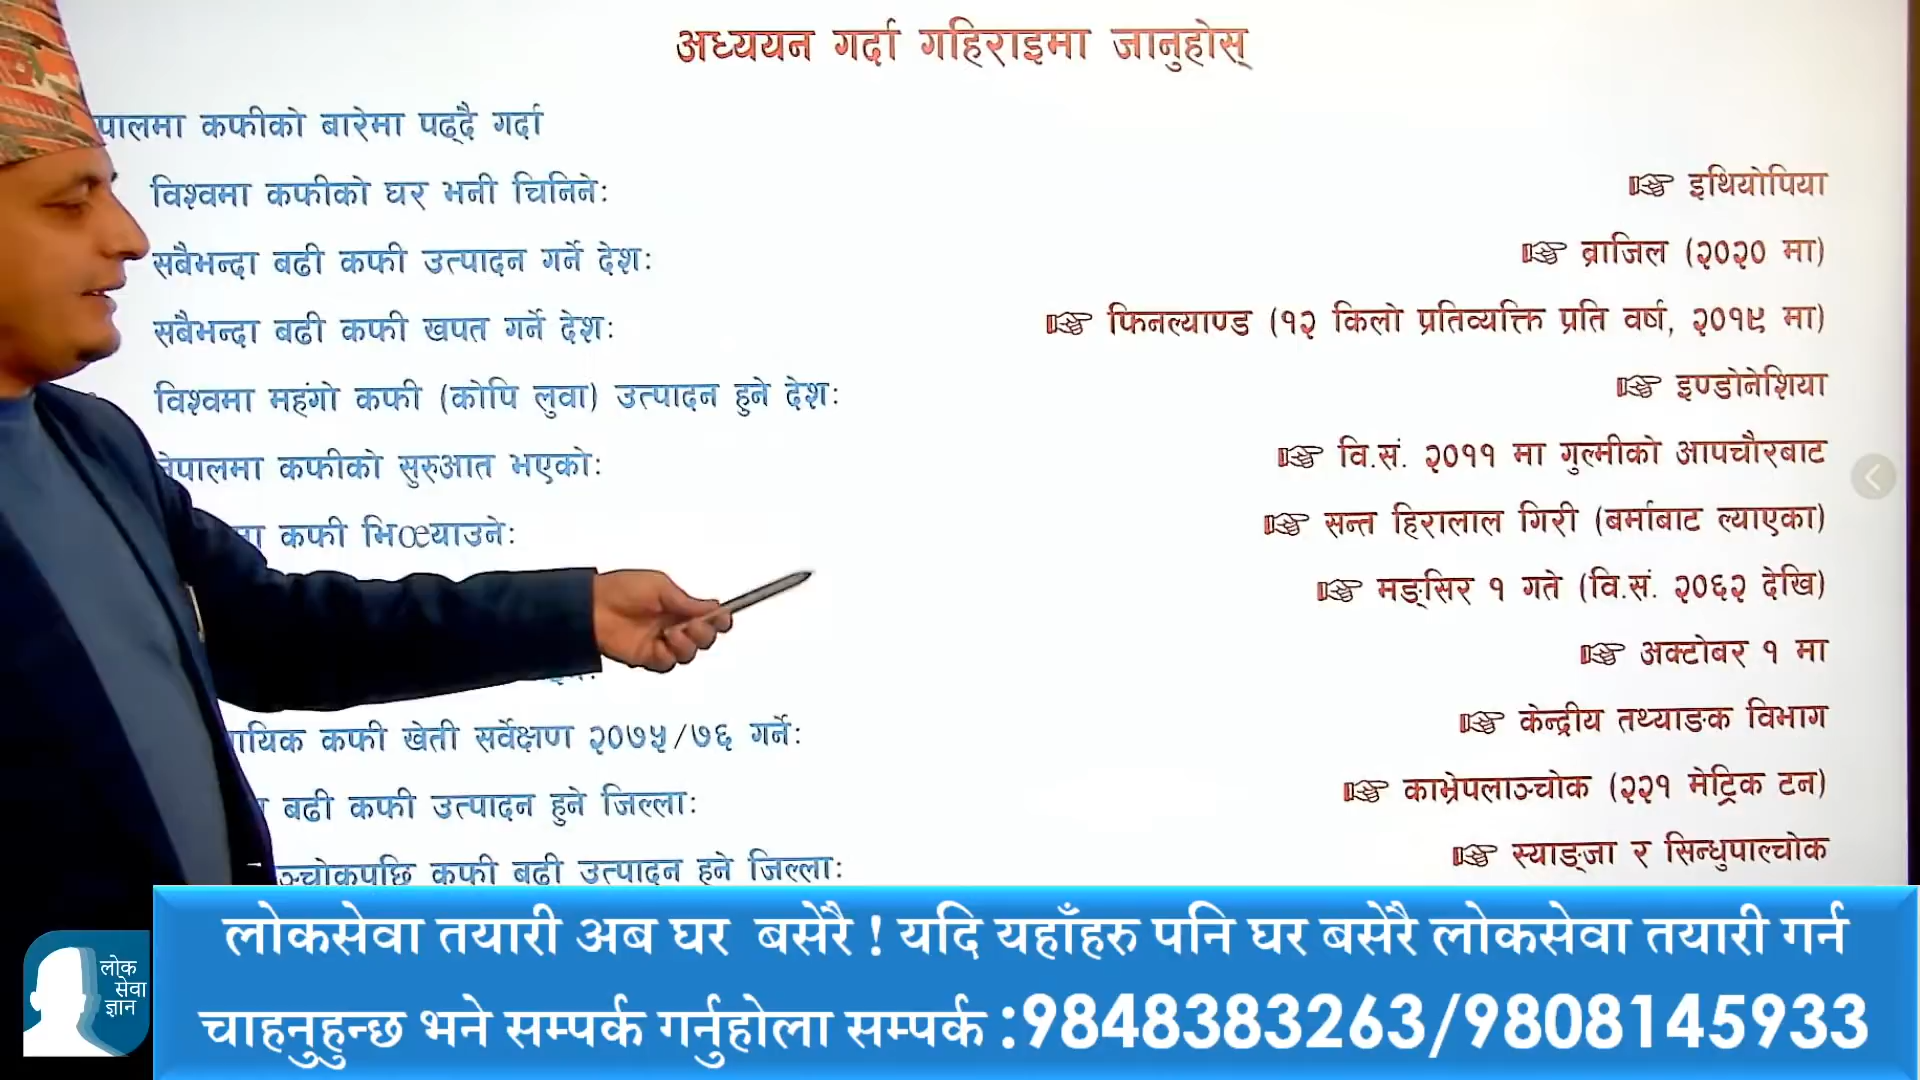 अध्ययन गर्दा गहिराइमा जानुहोस्
पालमा कफीको बारेमा पढ्दै गर्दा
विश्वमा कफीको घर भनी चिनिने: ☞ इथियोपिया
सबैभन्दा बढी कफी उत्पादन गर्ने देश: ☞ ब्राजिल (२०२० मा)
सबैभन्दा बढी कफी खपत गर्ने देश: ☞ फिनल्याण्ड (१२ किलो प्रतिव्यक्ति प्रति वर्ष, २०१९ मा)
विश्वमा महंगो कफी (कोपि लुवा) उत्पादन हुने देश: ☞ इण्डोनेशिया
नेपालमा कफीको सुरुआत भएको: ☞ वि.सं. २०११ मा गुल्मीको आपचौरबाट
मा कफी भिœयाउने: ☞ सन्त हिरालाल गिरी (बर्माबाट ल्याएका)
☞ मङ्सिर १ गते (वि.सं. २०६२ देखि)
☞ अक्टोबर १ मा
ायिक कफी खेती सर्वेक्षण २०७५/७६ गर्ने: ☞ केन्द्रीय तथ्याङक विभाग
बढी कफी उत्पादन हुने जिल्ला: ☞ काभ्रेपलाञ्चोक (२२१ मेट्रिक टन)
ञ्चोकपछि कफी बढी उत्पादन हुने जिल्ला: ☞ स्याङ्जा र सिन्धुपाल्चोक
लोकसेवा तयारी अब घर बसेरै ! यदि यहाँहरु पनि घर बसेरै लोकसेवा तयारी गर्न
चाहनुहुन्छ भने सम्पर्क गर्नुहोला सम्पर्क :9848383263/9808145933
लोक
सेवा
ज्ञान